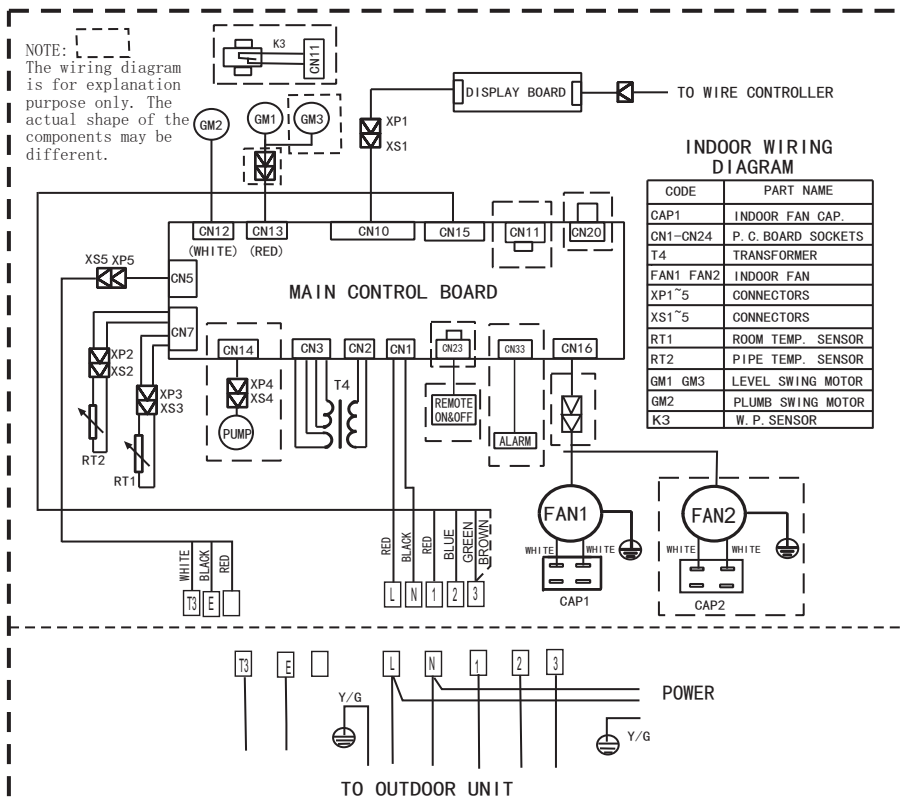 NOTE:
The wiring diagram
is for explanation
purpose only. The
actual shape of the
components may be
different.
K3
CN11
GM2
GM1
GM3
XP1
XS1
DISPLAY BOARD
TO WIRE CONTROLLER
INDOOR WIRING
DIAGRAM
CODE PART NAME
CAP1 INDOOR FAN CAP.
CN1-CN24 P.C.BOARD SOCKETS
T4 TRANSFORMER
FAN1 FAN2 INDOOR FAN
XP1~5 CONNECTORS
XS1~5 CONNECTORS
RT1 ROOM TEMP. SENSOR
RT2 PIPE TEMP. SENSOR
GM1 GM3 LEVEL SWING MOTOR
GM2 PLUMB SWING MOTOR
K3 W.P.SENSOR
CN12 CN13 CN10 CN15 CN11 CN20
(WHITE) (RED)
XS5 XP5
CN5
MAIN CONTROL BOARD
CN7
CN14 CN3 CN2 CN1 CN23 CN33 CN16
XP2
XS2
XP3
XS3
XP4
XS4
T4
PUMP
REMOTE
ON&OFF
ALARM
RT2
RT1
FAN1
FAN2
WHITE WHITE
WHITE WHITE
CAP1
CAP2
WHITE
BLACK
RED
RED
BLACK
RED
BLUE
GREEN
BROWN
T3 E
L N 1 2 3
T3 E L N 1 2 3
POWER
Y/G
Y/G
TO OUTDOOR UNIT